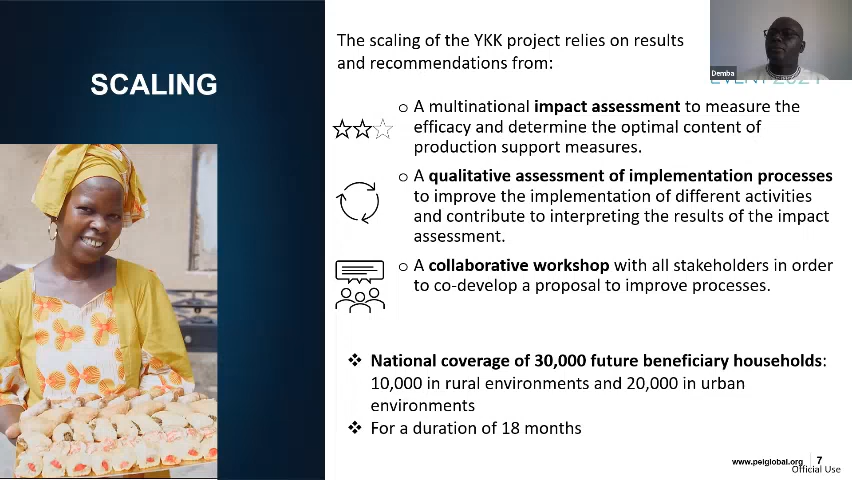 SCALING
The scaling of the YKK project relies on results
and recommendations from:
Demba
o A multinational impact assessment to measure the
efficacy and determine the optimal content of
production support measures.
o A qualitative assessment of implementation processes
to improve the implementation of different activities
and contribute to interpreting the results of the impact
assessment.
o A collaborative workshop with all stakeholders in order
to co-develop a proposal to improve processes.
❖ National coverage of 30,000 future beneficiary households:
10,000 in rural environments and 20,000 in urban
environments
❖ For a duration of 18 months
www.peiglobal.org | 7
Official Use